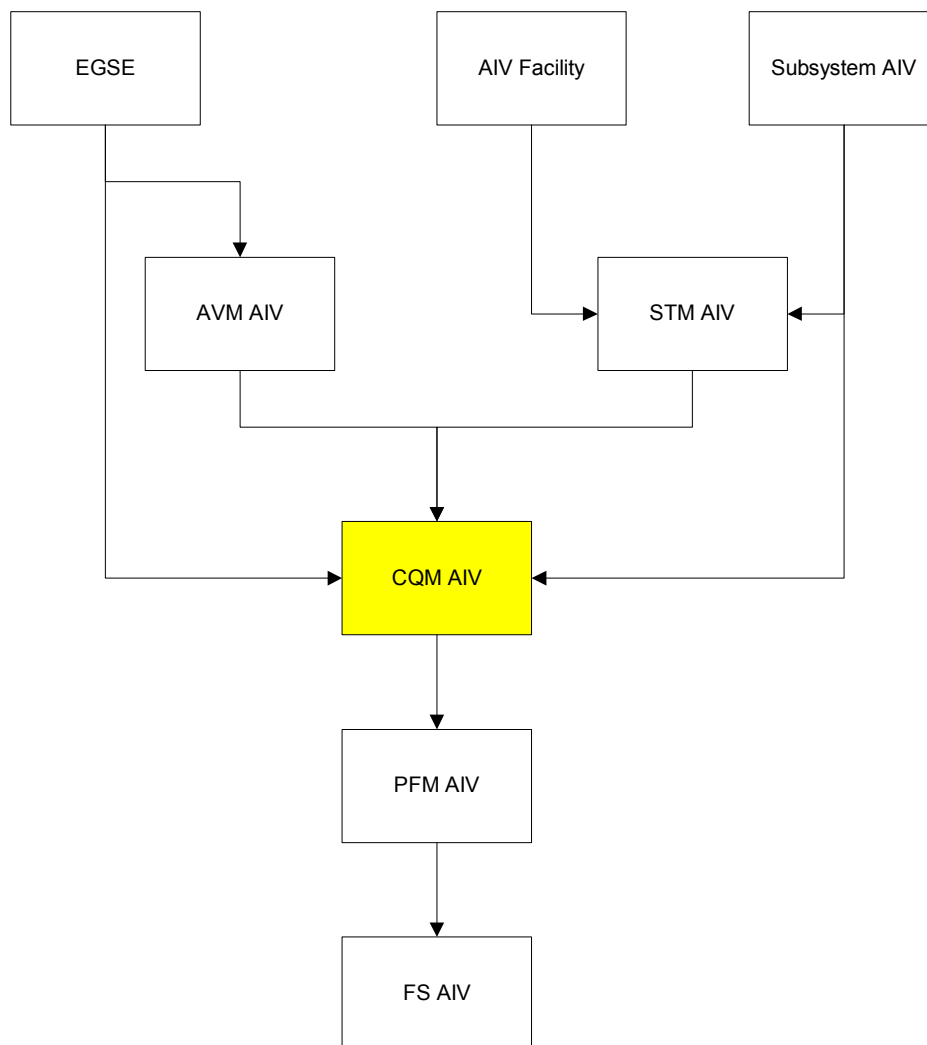 EGSE
AIV Facility
Subsystem AIV
AVM AIV
STM AIV
CQM AIV
PFM AIV
FS AIV